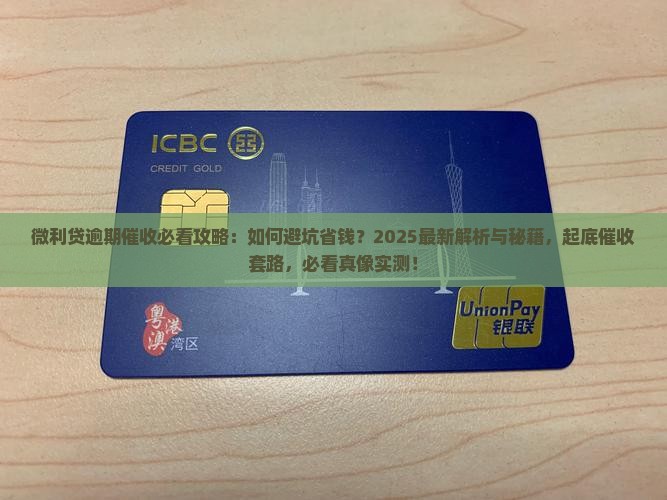 ICBC
CREDIT GOLD
微利贷逾期催收必看攻略：如何避坑省钱？2025最新解析与秘籍，起底催收
套路，必看真像实测！
粤港
澳湾区
UnionPay
银联